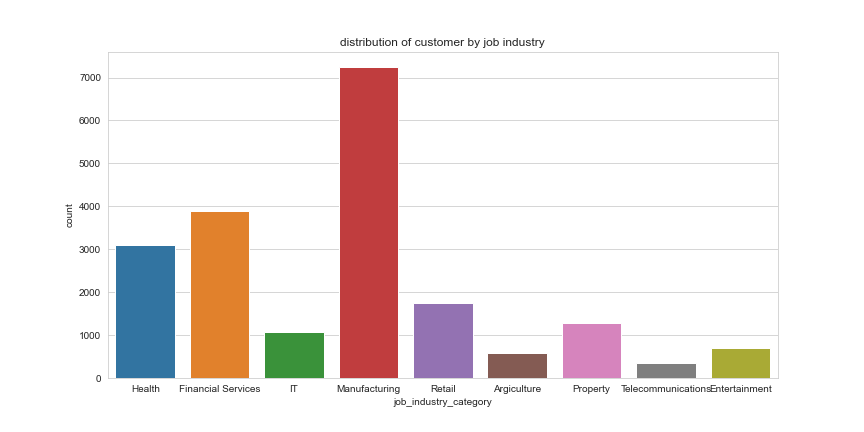 distribution of customer by job industry
7000
6000
5000
4000
3000
2000
1000
0
count
Health Financial Services IT Manufacturing Retail Argiculture Property Telecommunications Entertainment
job_industry_category